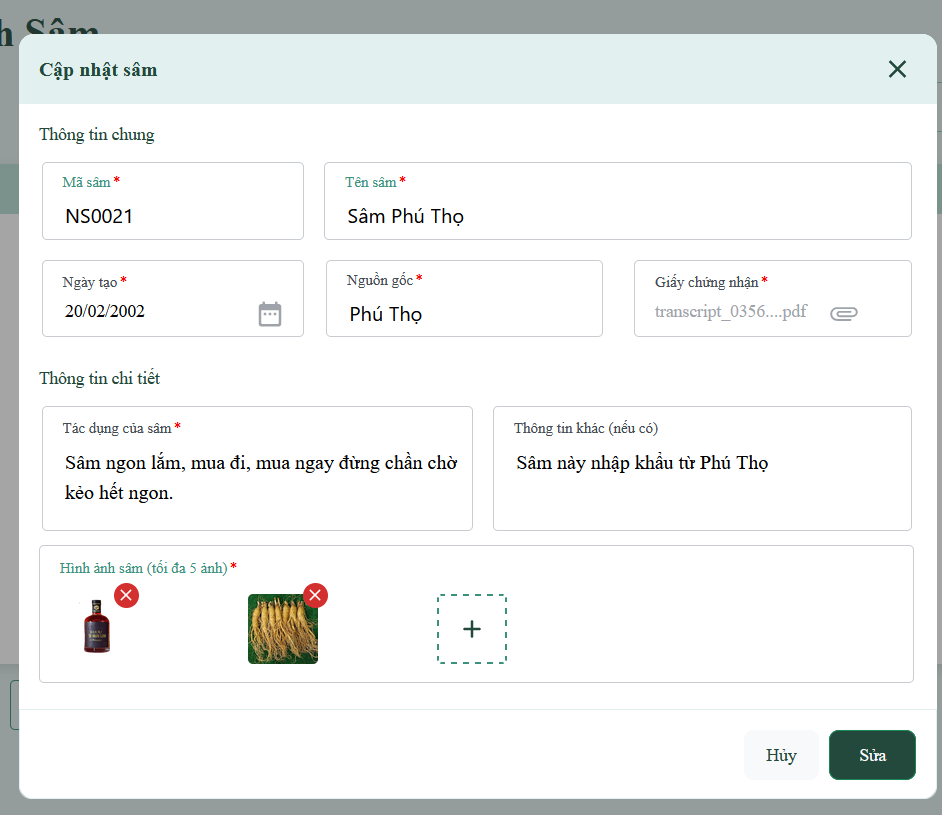 h Sâm
Cập nhật sâm
Thông tin chung
Mã sâm *
Tên sâm *
NS0021
Sâm Phú Thọ
Ngày tạo *
Nguồn gốc *
Giấy chứng nhận *
20/02/2002
Phú Thọ
transcript_0356....pdf
Thông tin chi tiết
Tác dụng của sâm *
Thông tin khác (nếu có)
Sâm ngon lắm, mua đi, mua ngay đừng chần chờ
kẻo hết ngon.
Sâm này nhập khẩu từ Phú Thọ
Hình ảnh sâm (tối đa 5 ảnh) *
Hủy
Sửa